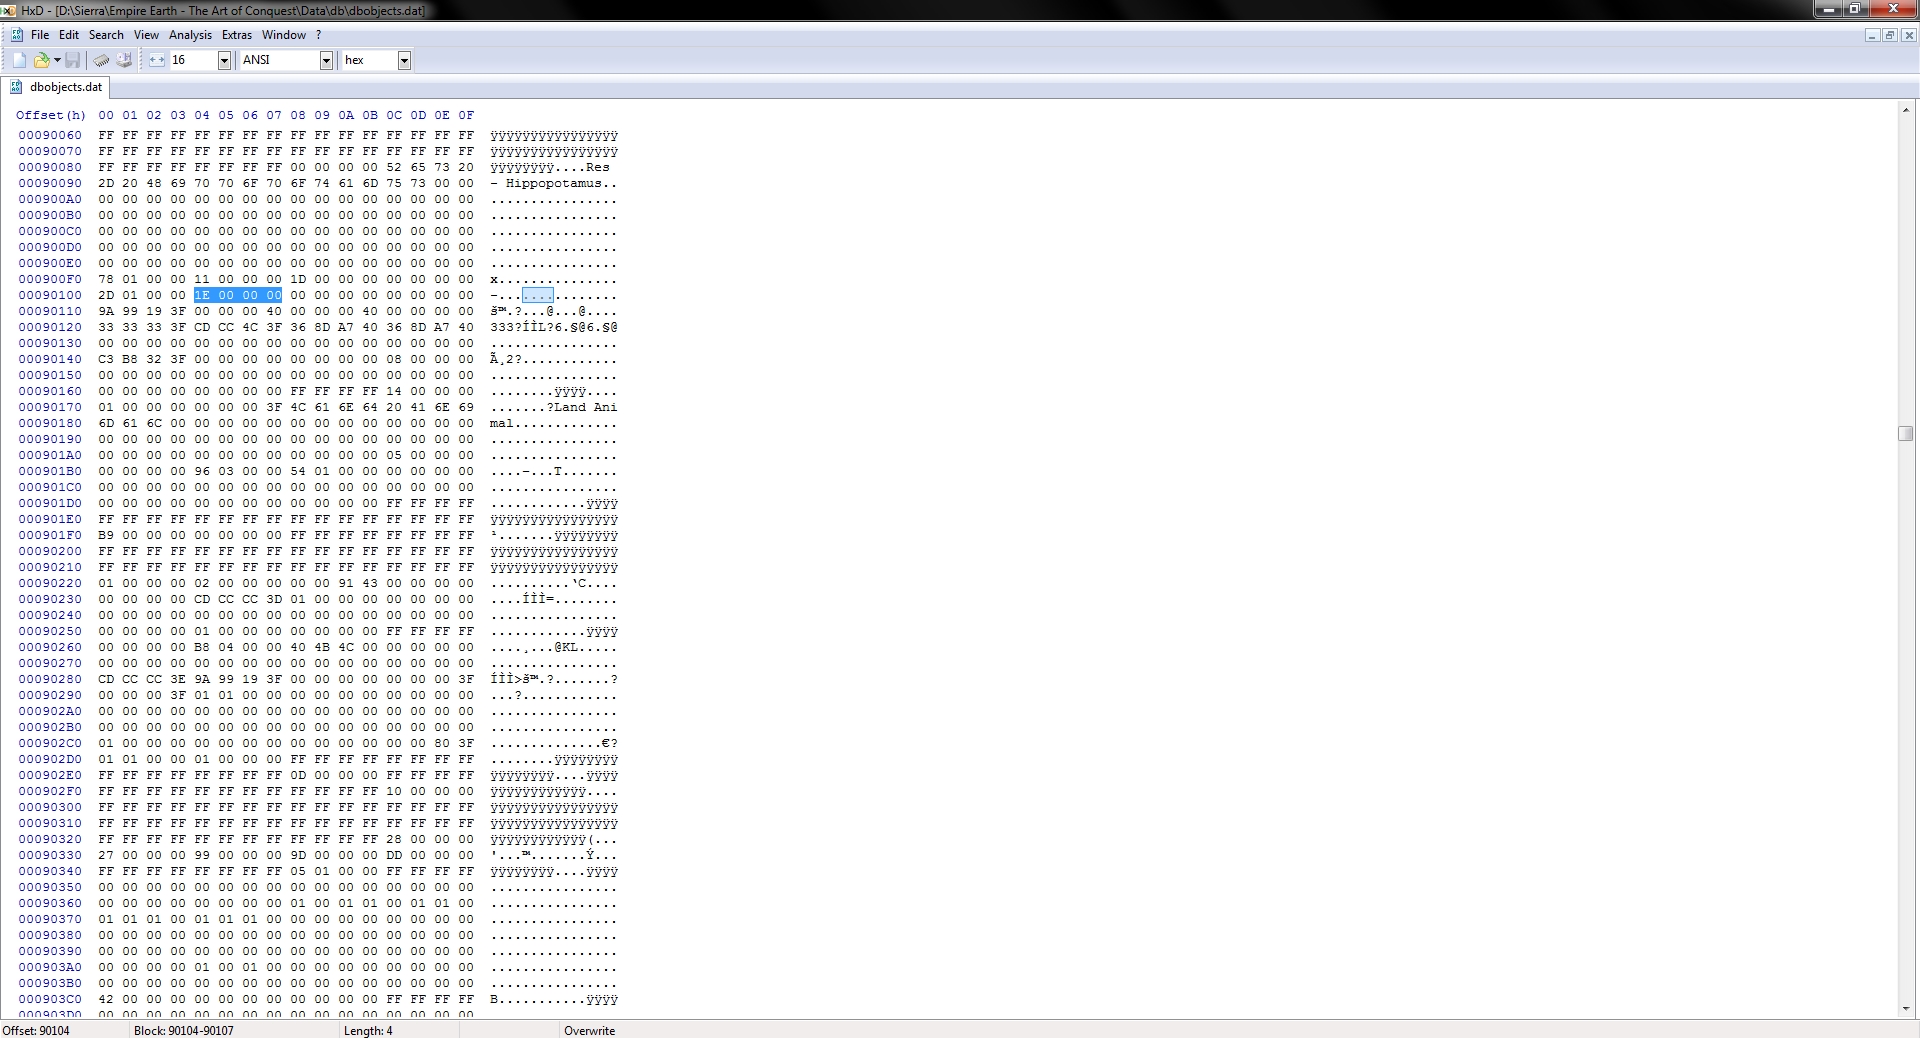 HxD - [D:\Sierra\Empire Earth - The Art of Conquest\Data\db\dbobjects.dat]
File Edit Search View Analysis Extras Window ?
16 ANSI hex
dbobjects.dat
Offset(h) 00 01 02 03 04 05 06 07 08 09 0A 0B 0C 0D 0E 0F
00090060 FF FF FF FF FF FF FF FF FF FF FF FF FF FF FF FF ÿÿÿÿÿÿÿÿÿÿÿÿÿÿÿÿ
00090070 FF FF FF FF FF FF FF FF FF FF FF FF FF FF FF FF ÿÿÿÿÿÿÿÿÿÿÿÿÿÿÿÿ
00090080 FF FF FF FF FF FF FF FF 00 00 00 00 52 65 73 20 ÿÿÿÿÿÿÿÿ....Res
00090090 2D 20 48 69 70 70 6F 70 6F 74 61 6D 75 73 00 00 - Hippopotamus..
000900A0 00 00 00 00 00 00 00 00 00 00 00 00 00 00 00 00 ................
000900B0 00 00 00 00 00 00 00 00 00 00 00 00 00 00 00 00 ................
000900C0 00 00 00 00 00 00 00 00 00 00 00 00 00 00 00 00 ................
000900D0 00 00 00 00 00 00 00 00 00 00 00 00 00 00 00 00 ................
000900E0 00 00 00 00 00 00 00 00 00 00 00 00 00 00 00 00 ................
000900F0 78 01 00 00 11 00 00 00 1D 00 00 00 00 00 00 00 x...............
00090100 2D 01 00 00 1E 00 00 00 00 00 00 00 00 00 00 00 -...............
00090110 9A 99 19 3F 00 00 00 40 00 00 00 40 00 00 00 00 š™.?...@...@....
00090120 33 33 33 3F CD CC 4C 3F 36 8D A7 40 36 8D A7 40 333?ÍÌL?6.§@6.§@
00090130 00 00 00 00 00 00 00 00 00 00 00 00 00 00 00 00 ................
00090140 C3 B8 32 3F 00 00 00 00 00 00 00 00 08 00 00 00 Ã¸2?............
00090150 00 00 00 00 00 00 00 00 00 00 00 00 00 00 00 00 ................
00090160 00 00 00 00 00 00 00 00 FF FF FF FF 14 00 00 00 ........ÿÿÿÿ....
00090170 01 00 00 00 00 00 00 3F 4C 61 6E 64 20 41 6E 69 .......?Land Ani
00090180 6D 61 6C 00 00 00 00 00 00 00 00 00 00 00 00 00 mal.............
00090190 00 00 00 00 00 00 00 00 00 00 00 00 00 00 00 00 ................
000901A0 00 00 00 00 00 00 00 00 00 00 00 00 05 00 00 00 ................
000901B0 00 00 00 00 96 03 00 00 54 01 00 00 00 00 00 00 ....–...T.......
000901C0 00 00 00 00 00 00 00 00 00 00 00 00 00 00 00 00 ................
000901D0 00 00 00 00 00 00 00 00 00 00 00 00 FF FF FF FF ............ÿÿÿÿ
000901E0 FF FF FF FF FF FF FF FF FF FF FF FF FF FF FF FF ÿÿÿÿÿÿÿÿÿÿÿÿÿÿÿÿ
000901F0 B9 00 00 00 00 00 00 00 FF FF FF FF FF FF FF FF ¹.......ÿÿÿÿÿÿÿÿ
00090200 FF FF FF FF FF FF FF FF FF FF FF FF FF FF FF FF ÿÿÿÿÿÿÿÿÿÿÿÿÿÿÿÿ
00090210 FF FF FF FF FF FF FF FF FF FF FF FF FF FF FF FF ÿÿÿÿÿÿÿÿÿÿÿÿÿÿÿÿ
00090220 01 00 00 00 02 00 00 00 00 00 91 43 00 00 00 00 ..........‘C....
00090230 00 00 00 00 CD CC CC 3D 01 00 00 00 00 00 00 00 ....ÍÌÌ=........
00090240 00 00 00 00 00 00 00 00 00 00 00 00 00 00 00 00 ................
00090250 00 00 00 00 01 00 00 00 00 00 00 00 FF FF FF FF ............ÿÿÿÿ
00090260 00 00 00 00 B8 04 00 00 40 4B 4C 00 00 00 00 00 ....¸...@KL.....
00090270 00 00 00 00 00 00 00 00 00 00 00 00 00 00 00 00 ................
00090280 CD CC CC 3E 9A 99 19 3F 00 00 00 00 00 00 00 3F ÍÌÌ>š™.?.......?
00090290 00 00 00 3F 01 01 00 00 00 00 00 00 00 00 00 00 ...?............
000902A0 00 00 00 00 00 00 00 00 00 00 00 00 00 00 00 00 ................
000902B0 00 00 00 00 00 00 00 00 00 00 00 00 00 00 00 00 ................
000902C0 01 00 00 00 00 00 00 00 00 00 00 00 00 00 80 3F ..............€?
000902D0 01 01 00 00 01 00 00 00 FF FF FF FF FF FF FF FF ........ÿÿÿÿÿÿÿÿ
000902E0 FF FF FF FF FF FF FF FF 0D 00 00 00 FF FF FF FF ÿÿÿÿÿÿÿÿ....ÿÿÿÿ
000902F0 FF FF FF FF FF FF FF FF FF FF FF FF 10 00 00 00 ÿÿÿÿÿÿÿÿÿÿÿÿ....
00090300 FF FF FF FF FF FF FF FF FF FF FF FF FF FF FF FF ÿÿÿÿÿÿÿÿÿÿÿÿÿÿÿÿ
00090310 FF FF FF FF FF FF FF FF FF FF FF FF FF FF FF FF ÿÿÿÿÿÿÿÿÿÿÿÿÿÿÿÿ
00090320 FF FF FF FF FF FF FF FF FF FF FF FF 28 00 00 00 ÿÿÿÿÿÿÿÿÿÿÿÿ(...
00090330 27 00 00 00 99 00 00 00 9D 00 00 00 DD 00 00 00 '...™.......Ý...
00090340 FF FF FF FF FF FF FF FF 05 01 00 00 FF FF FF FF ÿÿÿÿÿÿÿÿ....ÿÿÿÿ
00090350 00 00 00 00 00 00 00 00 00 00 00 00 00 00 00 00 ................
00090360 00 00 00 00 00 00 00 00 01 00 01 01 00 01 01 00 ................
00090370 01 01 01 00 01 01 01 00 00 00 00 00 00 00 00 00 ................
00090380 00 00 00 00 00 00 00 00 00 00 00 00 00 00 00 00 ................
00090390 00 00 00 00 00 00 00 00 00 00 00 00 00 00 00 00 ................
000903A0 00 00 00 00 01 00 01 00 00 00 00 00 00 00 00 00 ................
000903B0 00 00 00 00 00 00 00 00 00 00 00 00 00 00 00 00 ................
000903C0 42 00 00 00 00 00 00 00 00 00 00 00 FF FF FF FF B...........ÿÿÿÿ
000903D0 00 00 00 00 00 00 00 00 00 00 00 00 00 00 00 00
Offset: 90104 Block: 90104-90107 Length: 4 Overwrite